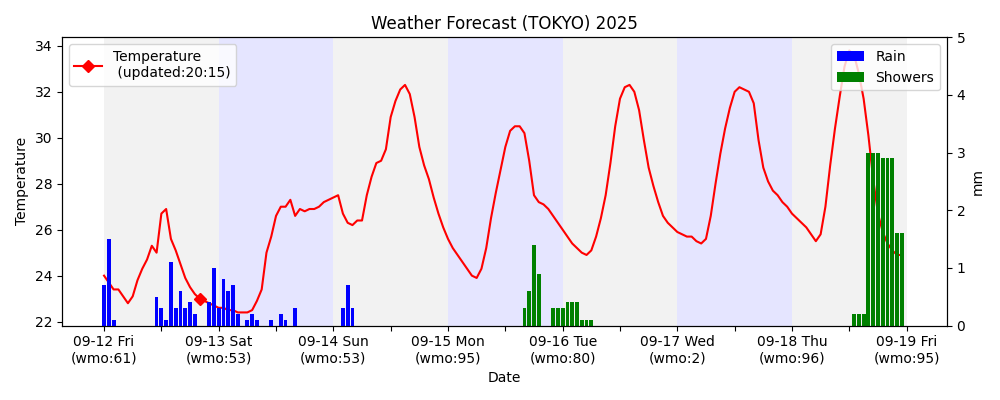 Weather Forecast (TOKYO) 2025
Temperature
(updated:20:15)
Rain
Showers
34
32
30
28
26
24
22
Temperature
5
4
3
2
1
0
mm
09-12 Fri
(wmo:61)
09-13 Sat
(wmo:53)
09-14 Sun
(wmo:53)
09-15 Mon
(wmo:95)
09-16 Tue
(wmo:80)
09-17 Wed
(wmo:2)
09-18 Thu
(wmo:96)
09-19 Fri
(wmo:95)
Date